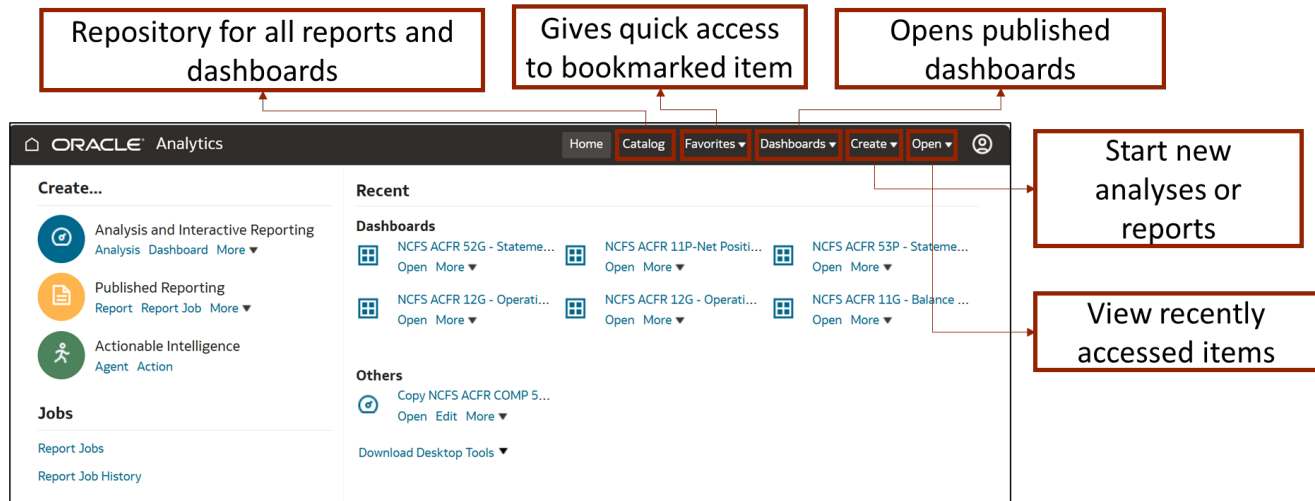 Repository for all reports and
dashboards
Gives quick access
to bookmarked item
Opens published
dashboards
ORACLE® Analytics
Home Catalog Favorites Dashboards Create Open
Start new
analyses or
reports
View recently
accessed items
Create...
Analysis and Interactive Reporting
Analysis Dashboard More
Published Reporting
Report Report Job More
Actionable Intelligence
Agent Action
Jobs
Report Jobs
Report Job History
Recent
Dashboards
NCFS ACFR 52G - Stateme... NCFS ACFR 11P-Net Positi... NCFS ACFR 53P - Stateme...
Open More Open More Open More
NCFS ACFR 12G - Operati... NCFS ACFR 12G - Operati... NCFS ACFR 11G - Balance ...
Open More Open More Open More
Others
Copy NCFS ACFR COMP 5...
Open Edit More
Download Desktop Tools